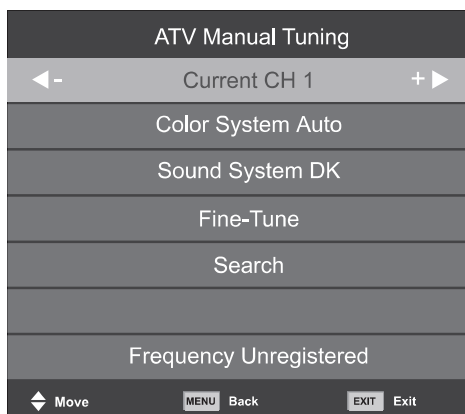 ATV Manual Tuning
- Current CH 1 +
Color System Auto
Sound System DK
Fine-Tune
Search
Frequency Unregistered
Move MENU Back EXIT Exit